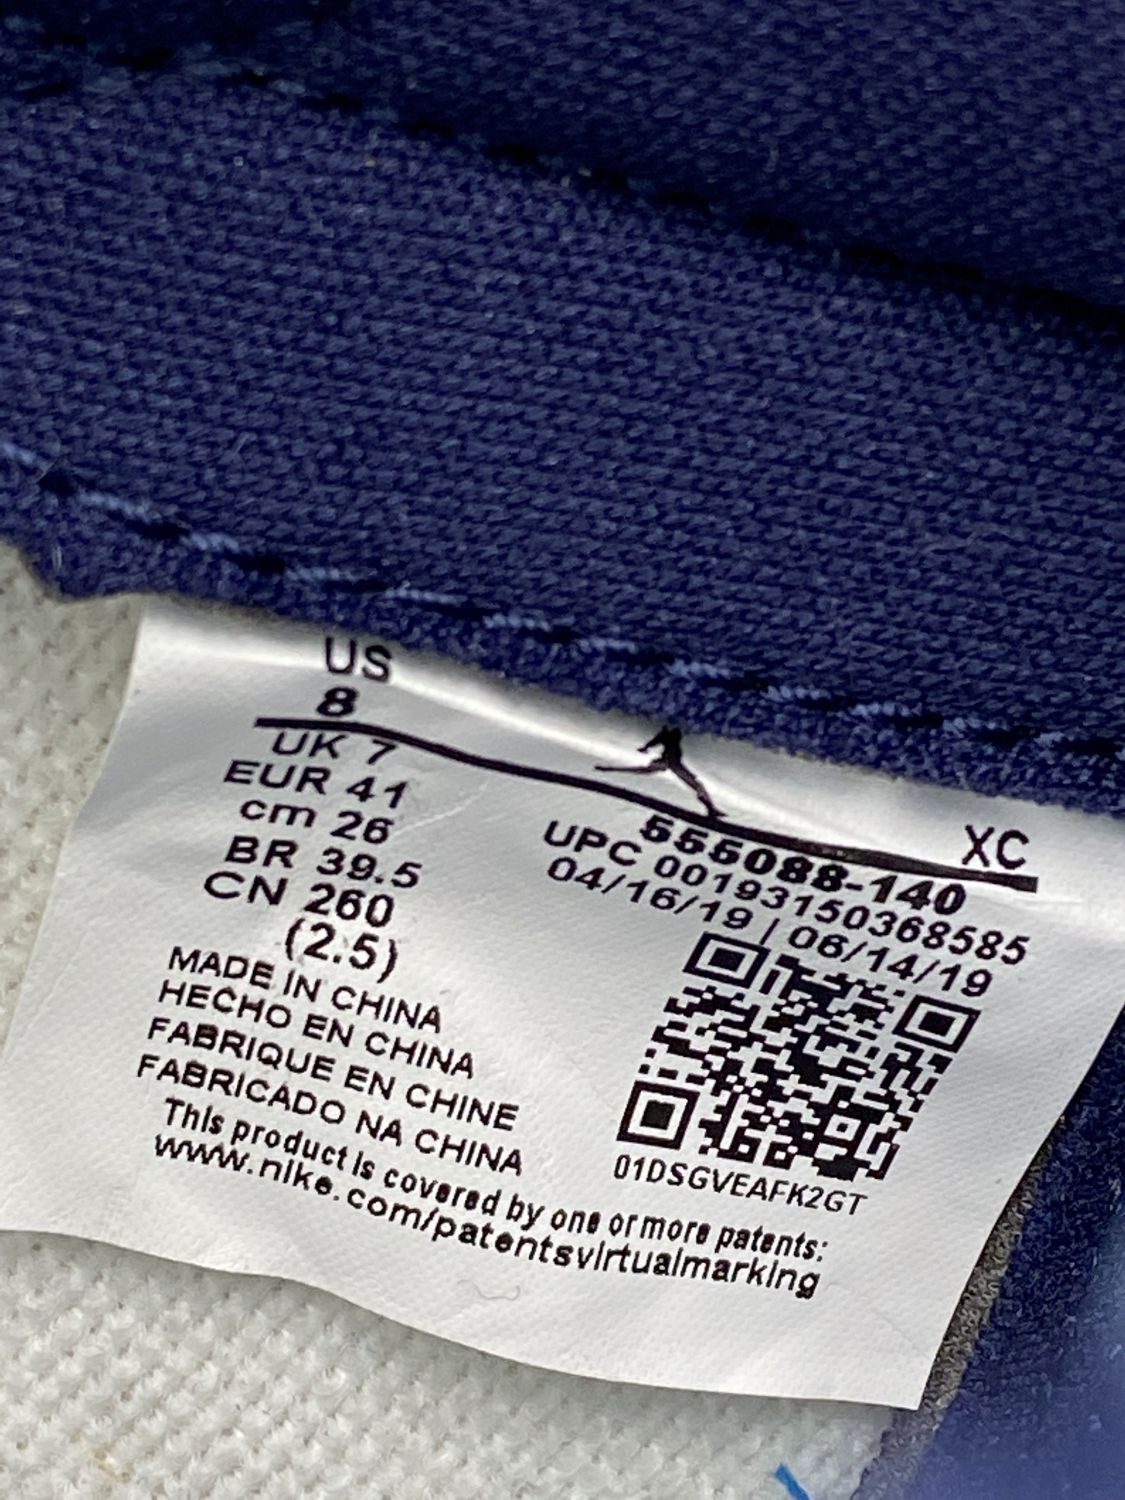 US
8
UK 7
EUR 41
cm 26
BR 39.5
CN 260
(2.5)
MADE IN CHINA
HECHO EN CHINA
FABRIQUE EN CHINE
FABRICADO NA CHINA
This product is covered by one or more patents:
www.nike.com/patentsvirtualmarking
XC
555088-140
UPC 00193150368585
04/16/19 | 06/14/19
01DSGVEAFK2GT